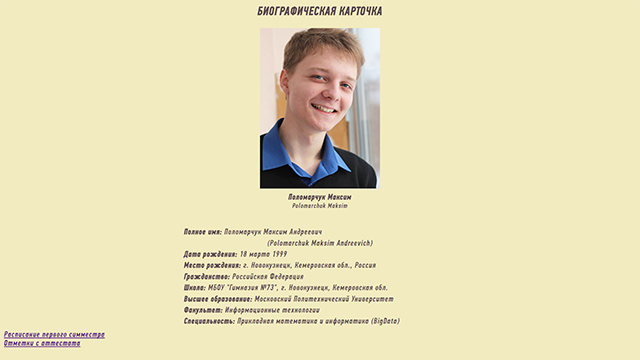 БИОГРАФИЧЕСКАЯ КАРТОЧКА
Поломарчук Максим
Polomarchuk Maksim
Полное имя: Поломарчук Максим Андреевич
(Polomarchuk Maksim Andreevich)
Дата рождения: 18 марта 1999
Место рождения: г. Новокузнецк, Кемеровская обл., Россия
Гражданство: Российская Федерация
Школа: МБОУ "Гимназия №73", г. Новокузнецк, Кемеровская обл.
Высшее образование: Московский Политехнический Университет
Факультет: Информационные технологии
Специальность: Прикладная математика и информатика (BigData)
Расписание первого симместра
Отметки с аттестата